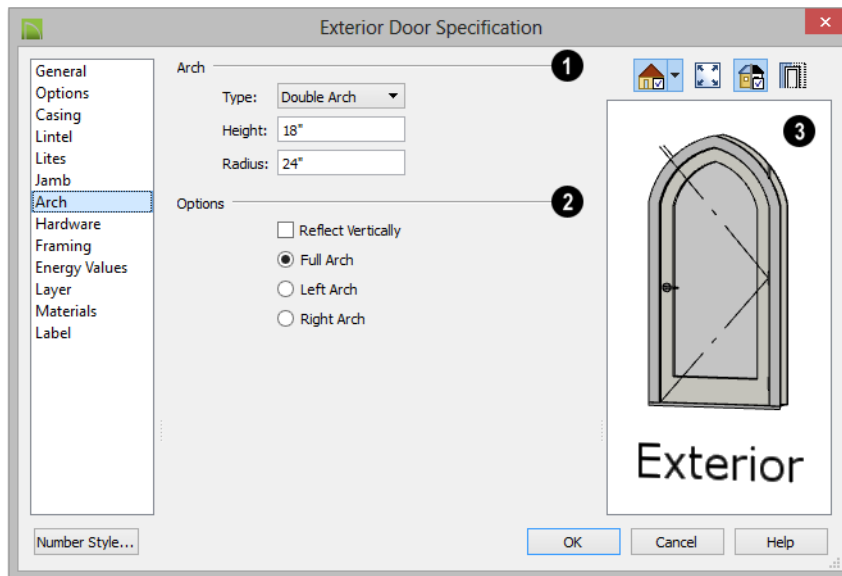 Exterior Door Specification
General
Options
Casing
Lintel
Lites
Jamb
Arch
Hardware
Framing
Energy Values
Layer
Materials
Label
Arch
1
Type: Double Arch
Height: 18"
Radius: 24"
Options
2
Reflect Vertically
Full Arch
Left Arch
Right Arch
3
Exterior
Number Style...
OK
Cancel
Help